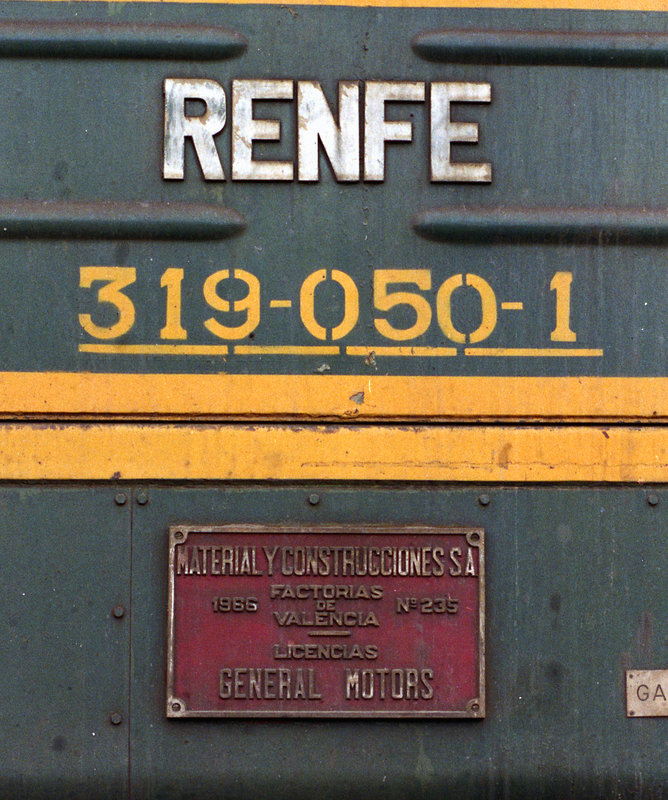 RENFE
319-050-1
MATERIAL Y CONSTRUCCIONES S.A
FACTORIAS
1966 DE Nº 235
VALENCIA
LICENCIAS
GENERAL MOTORS
GA